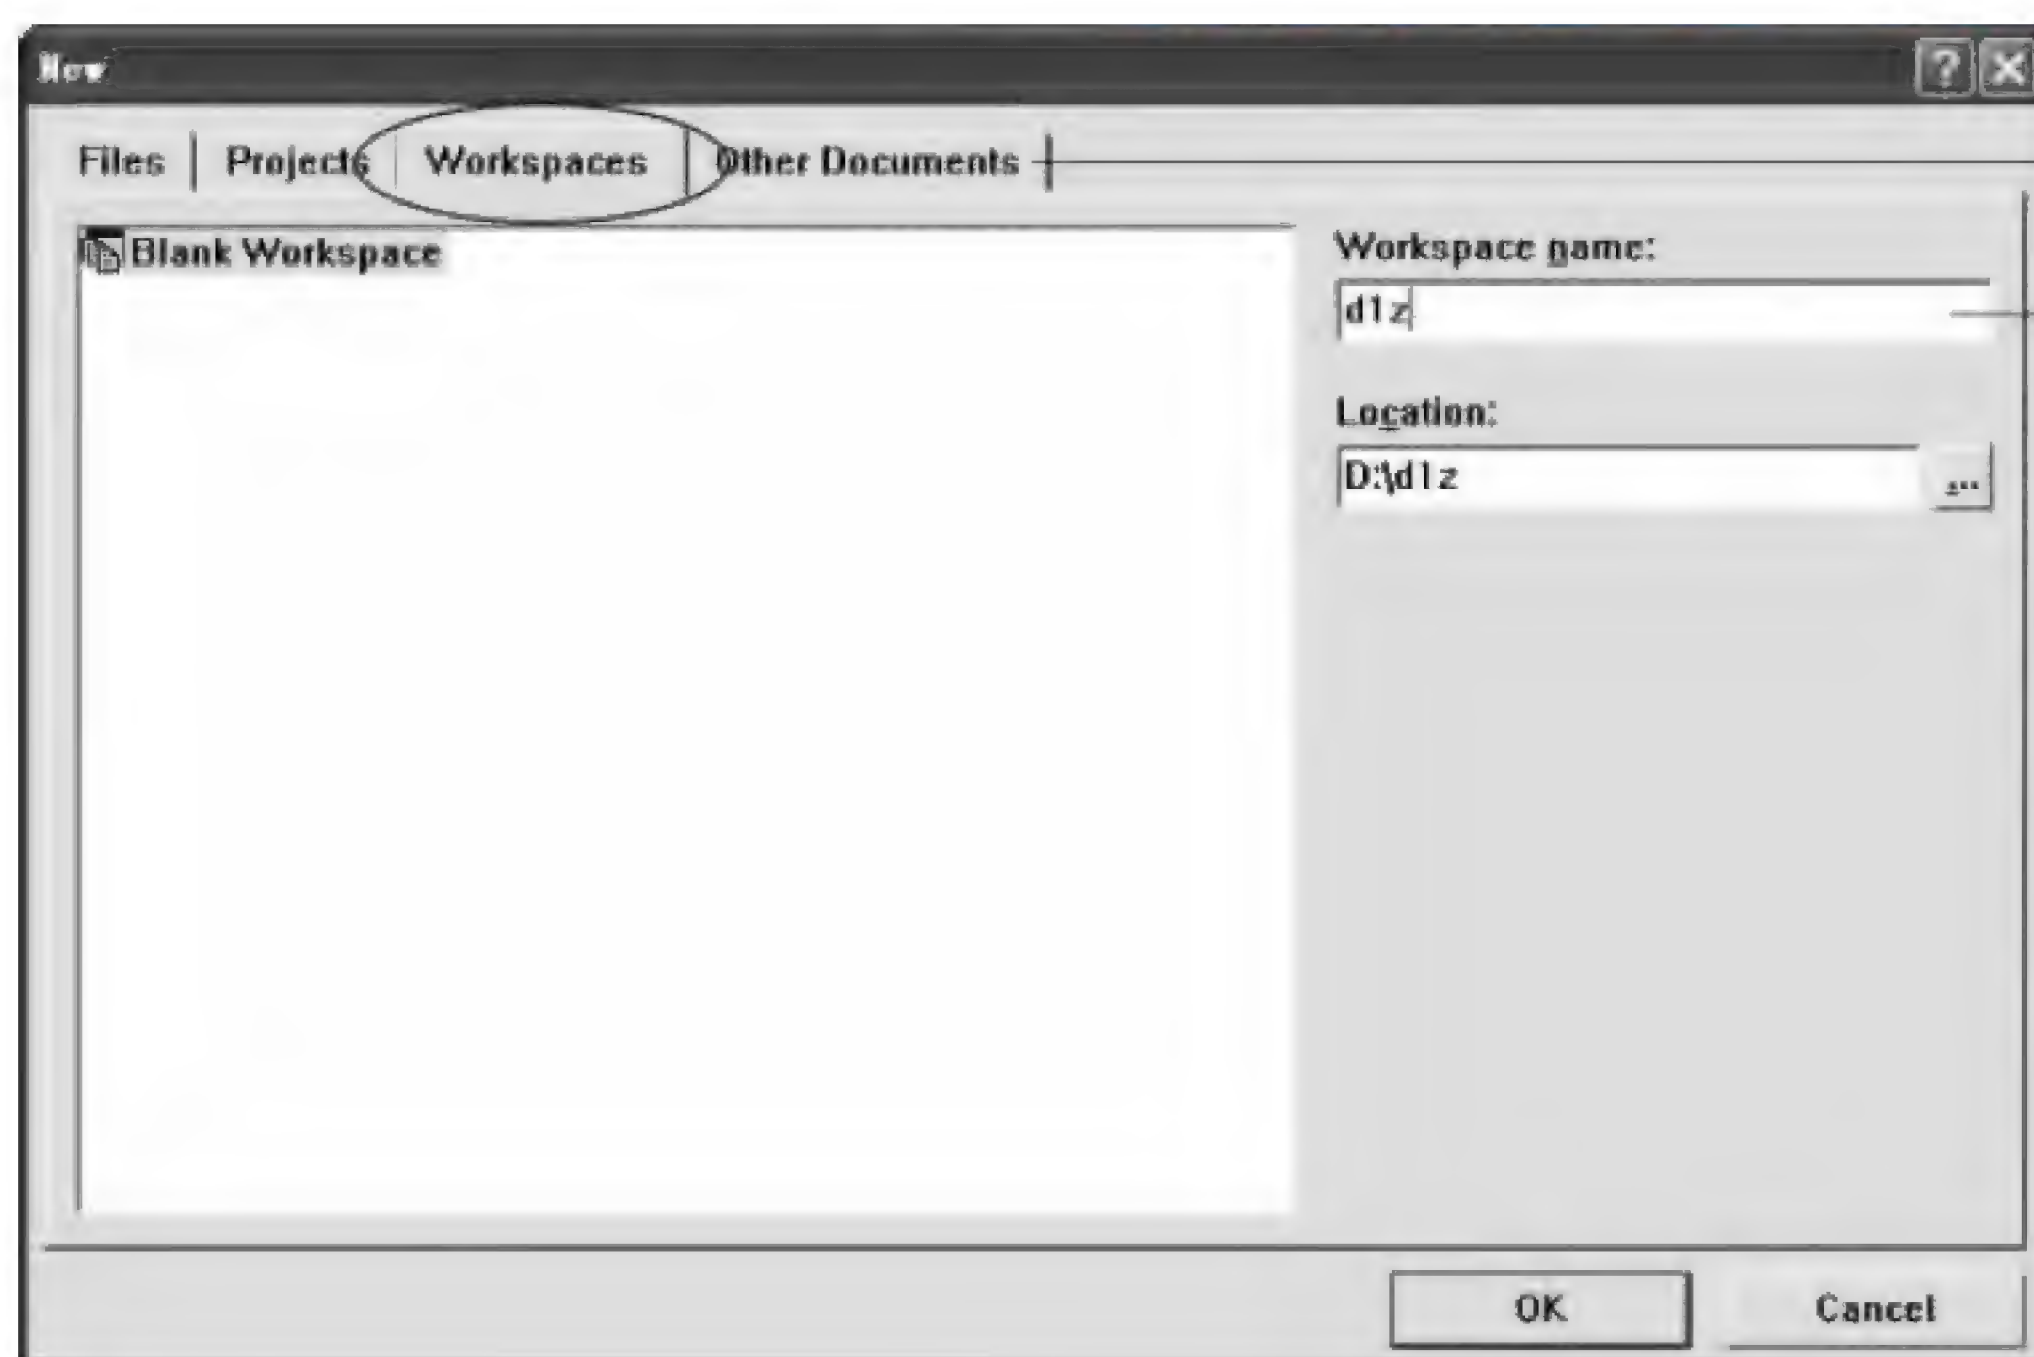 New
Files | Projects | Workspaces | Other Documents
Blank Workspace
Workspace name:
d1z
Location:
D:\d1z
...
OK Cancel